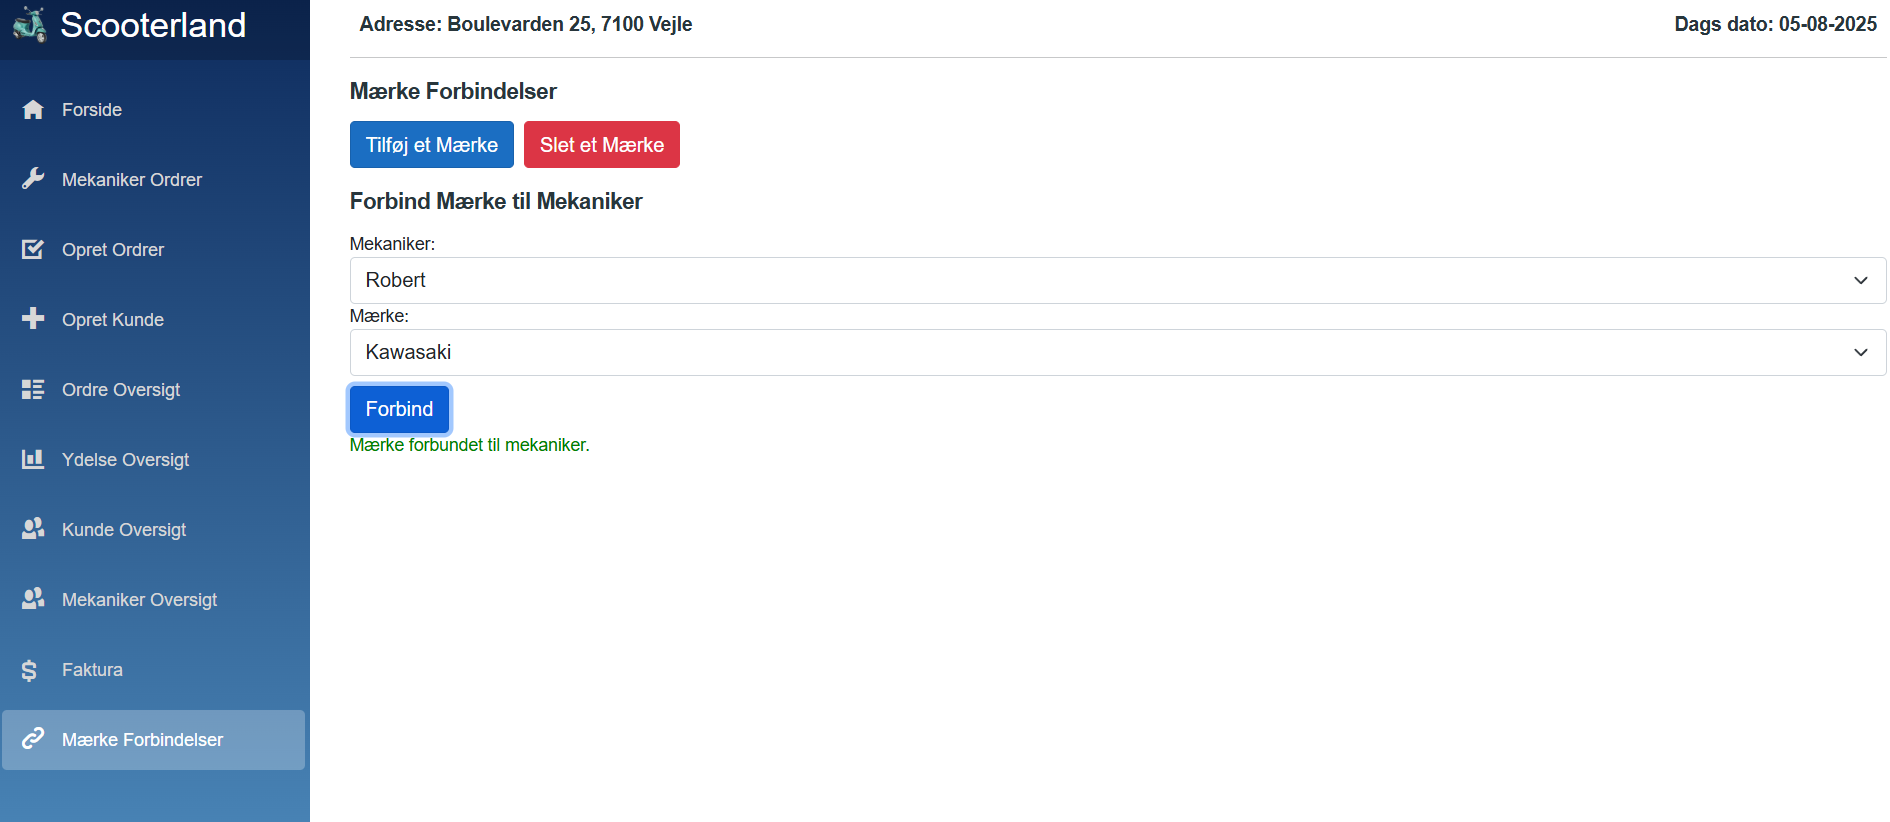 Scooterland
Adresse: Boulevarden 25, 7100 Vejle
Dags dato: 05-08-2025
Forside
Mekaniker Ordrer
Opret Ordrer
Opret Kunde
Ordre Oversigt
Ydelse Oversigt
Kunde Oversigt
Mekaniker Oversigt
Faktura
Mærke Forbindelser
Mærke Forbindelser
Tilføj et Mærke
Slet et Mærke
Forbind Mærke til Mekaniker
Mekaniker:
Robert
Mærke:
Kawasaki
Forbind
Mærke forbundet til mekaniker.